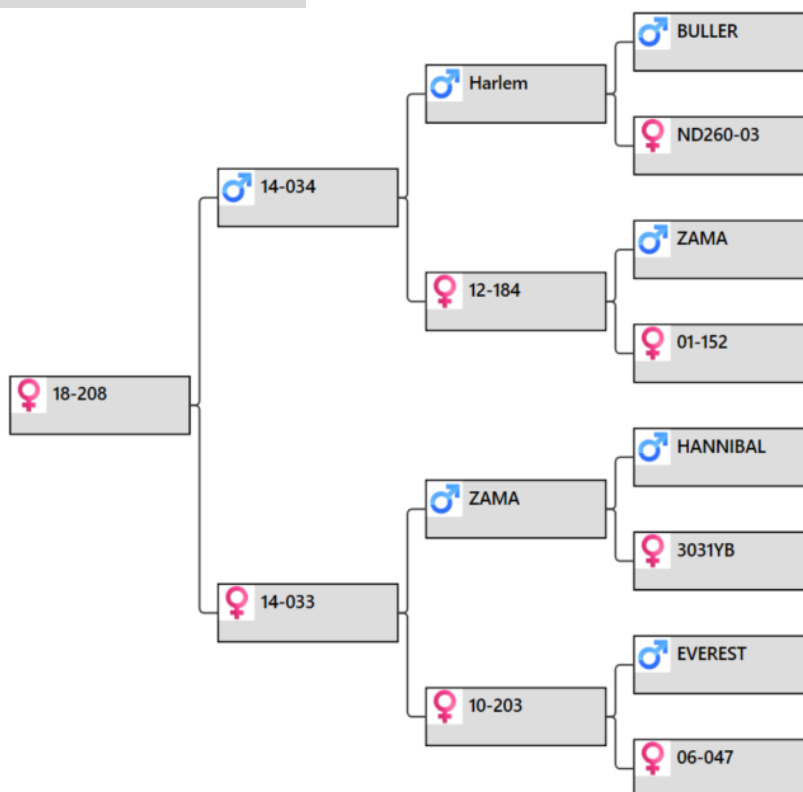 BULLER
Harlem
ND260-03
14-034
ZAMA
12-184
01-152
18-208
HANNIBAL
ZAMA
3031YB
14-033
EVEREST
10-203
06-047